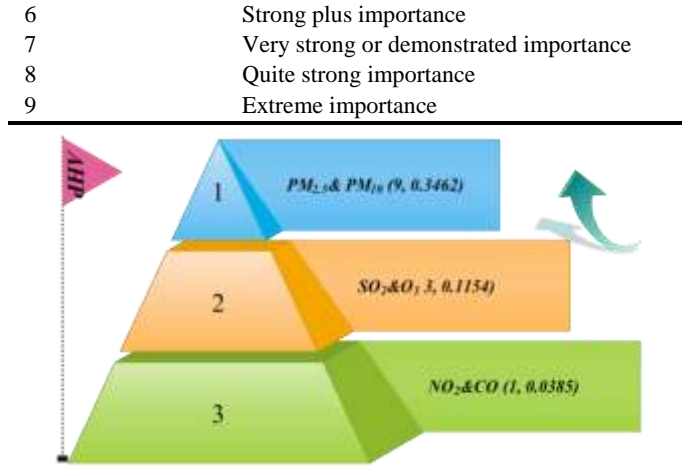 6 Strong plus importance
7 Very strong or demonstrated importance
8 Quite strong importance
9 Extreme importance
AHP
1
PM2.5& PM10 (9, 0.3462)
2
SO2&O3 3, 0.1154)
3
NO2&CO (1, 0.0385)